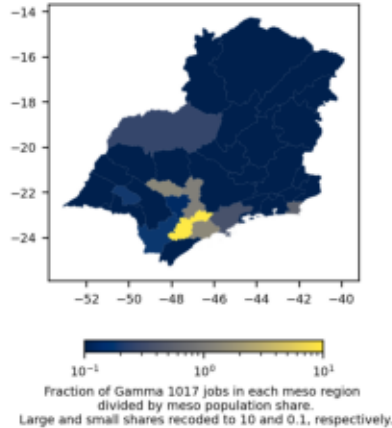 −14
−16
−18
−20
−22
−24
−52 −50 −48 −46 −44 −42 −40
10⁻¹ 10⁰ 10¹
Fraction of Gamma 1017 jobs in each meso region
divided by meso population share.
Large and small shares recoded to 10 and 0.1, respectively